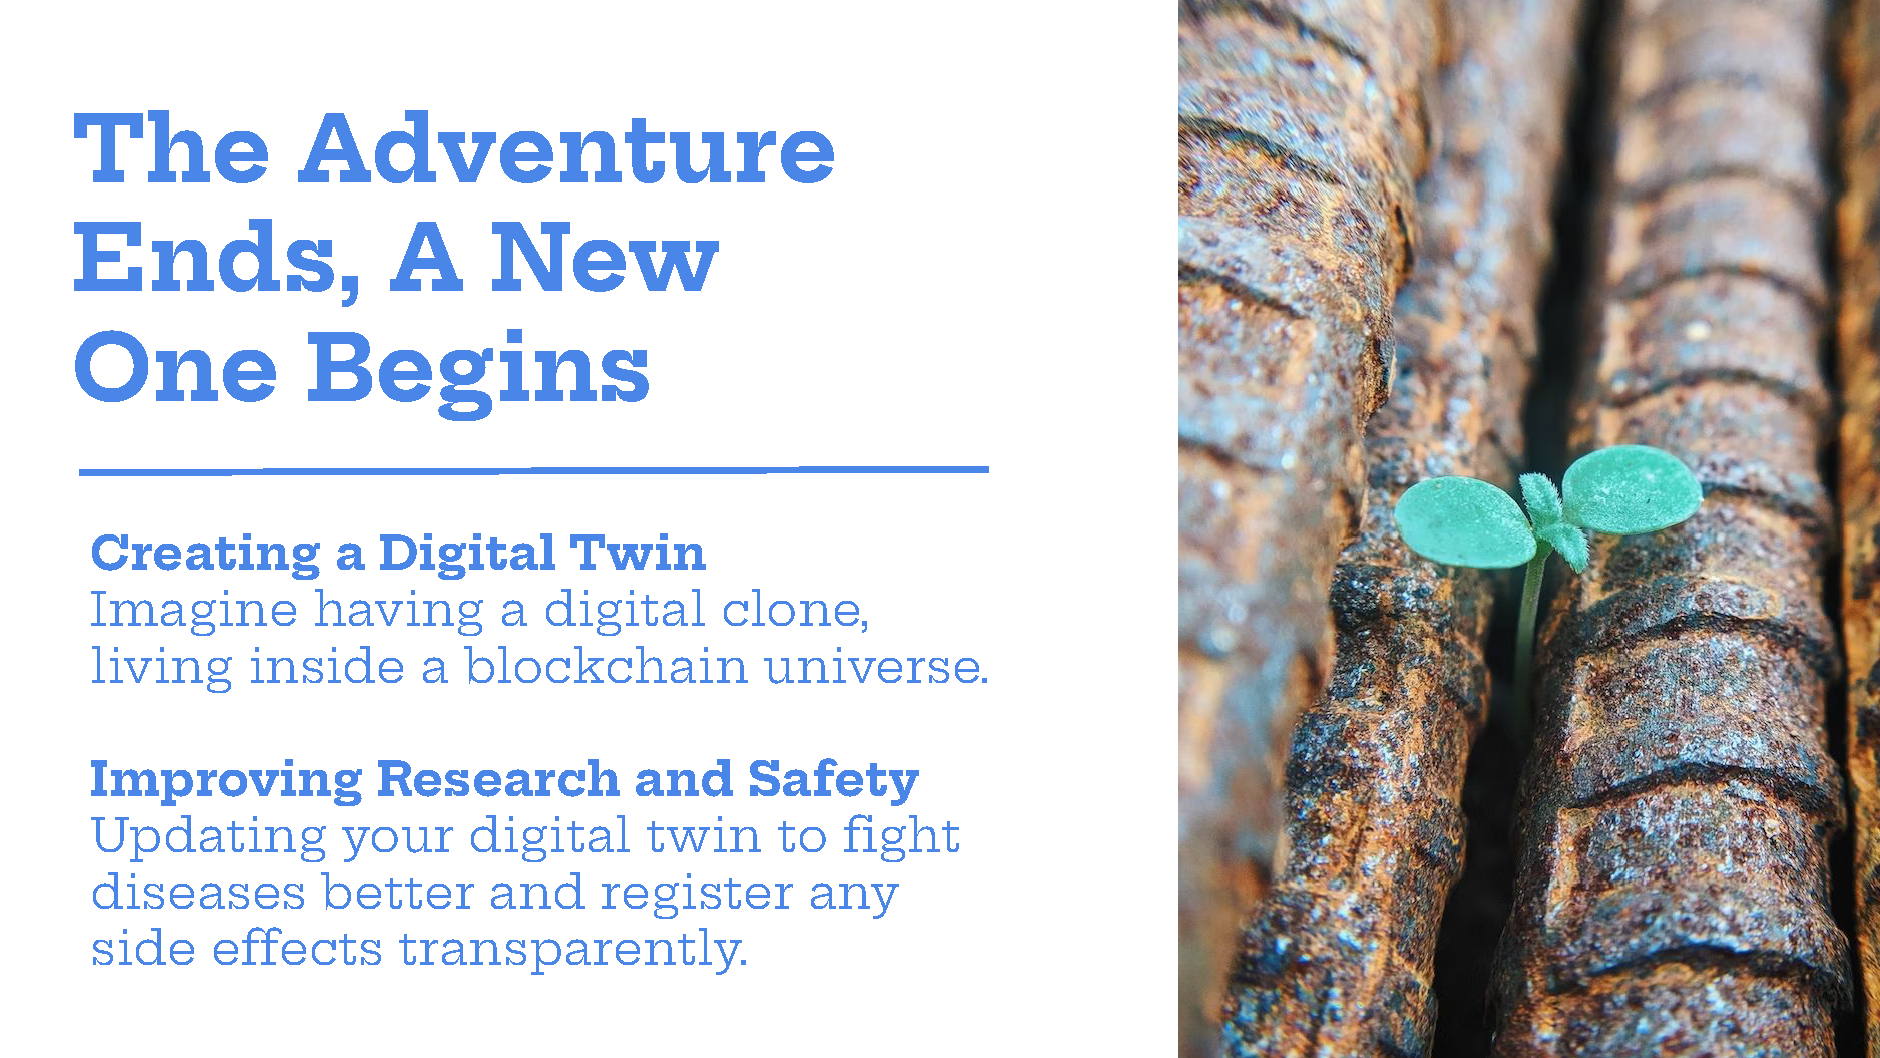 The Adventure
Ends, A New
One Begins
Creating a Digital Twin
Imagine having a digital clone,
living inside a blockchain universe.
Improving Research and Safety
Updating your digital twin to fight
diseases better and register any
side effects transparently.